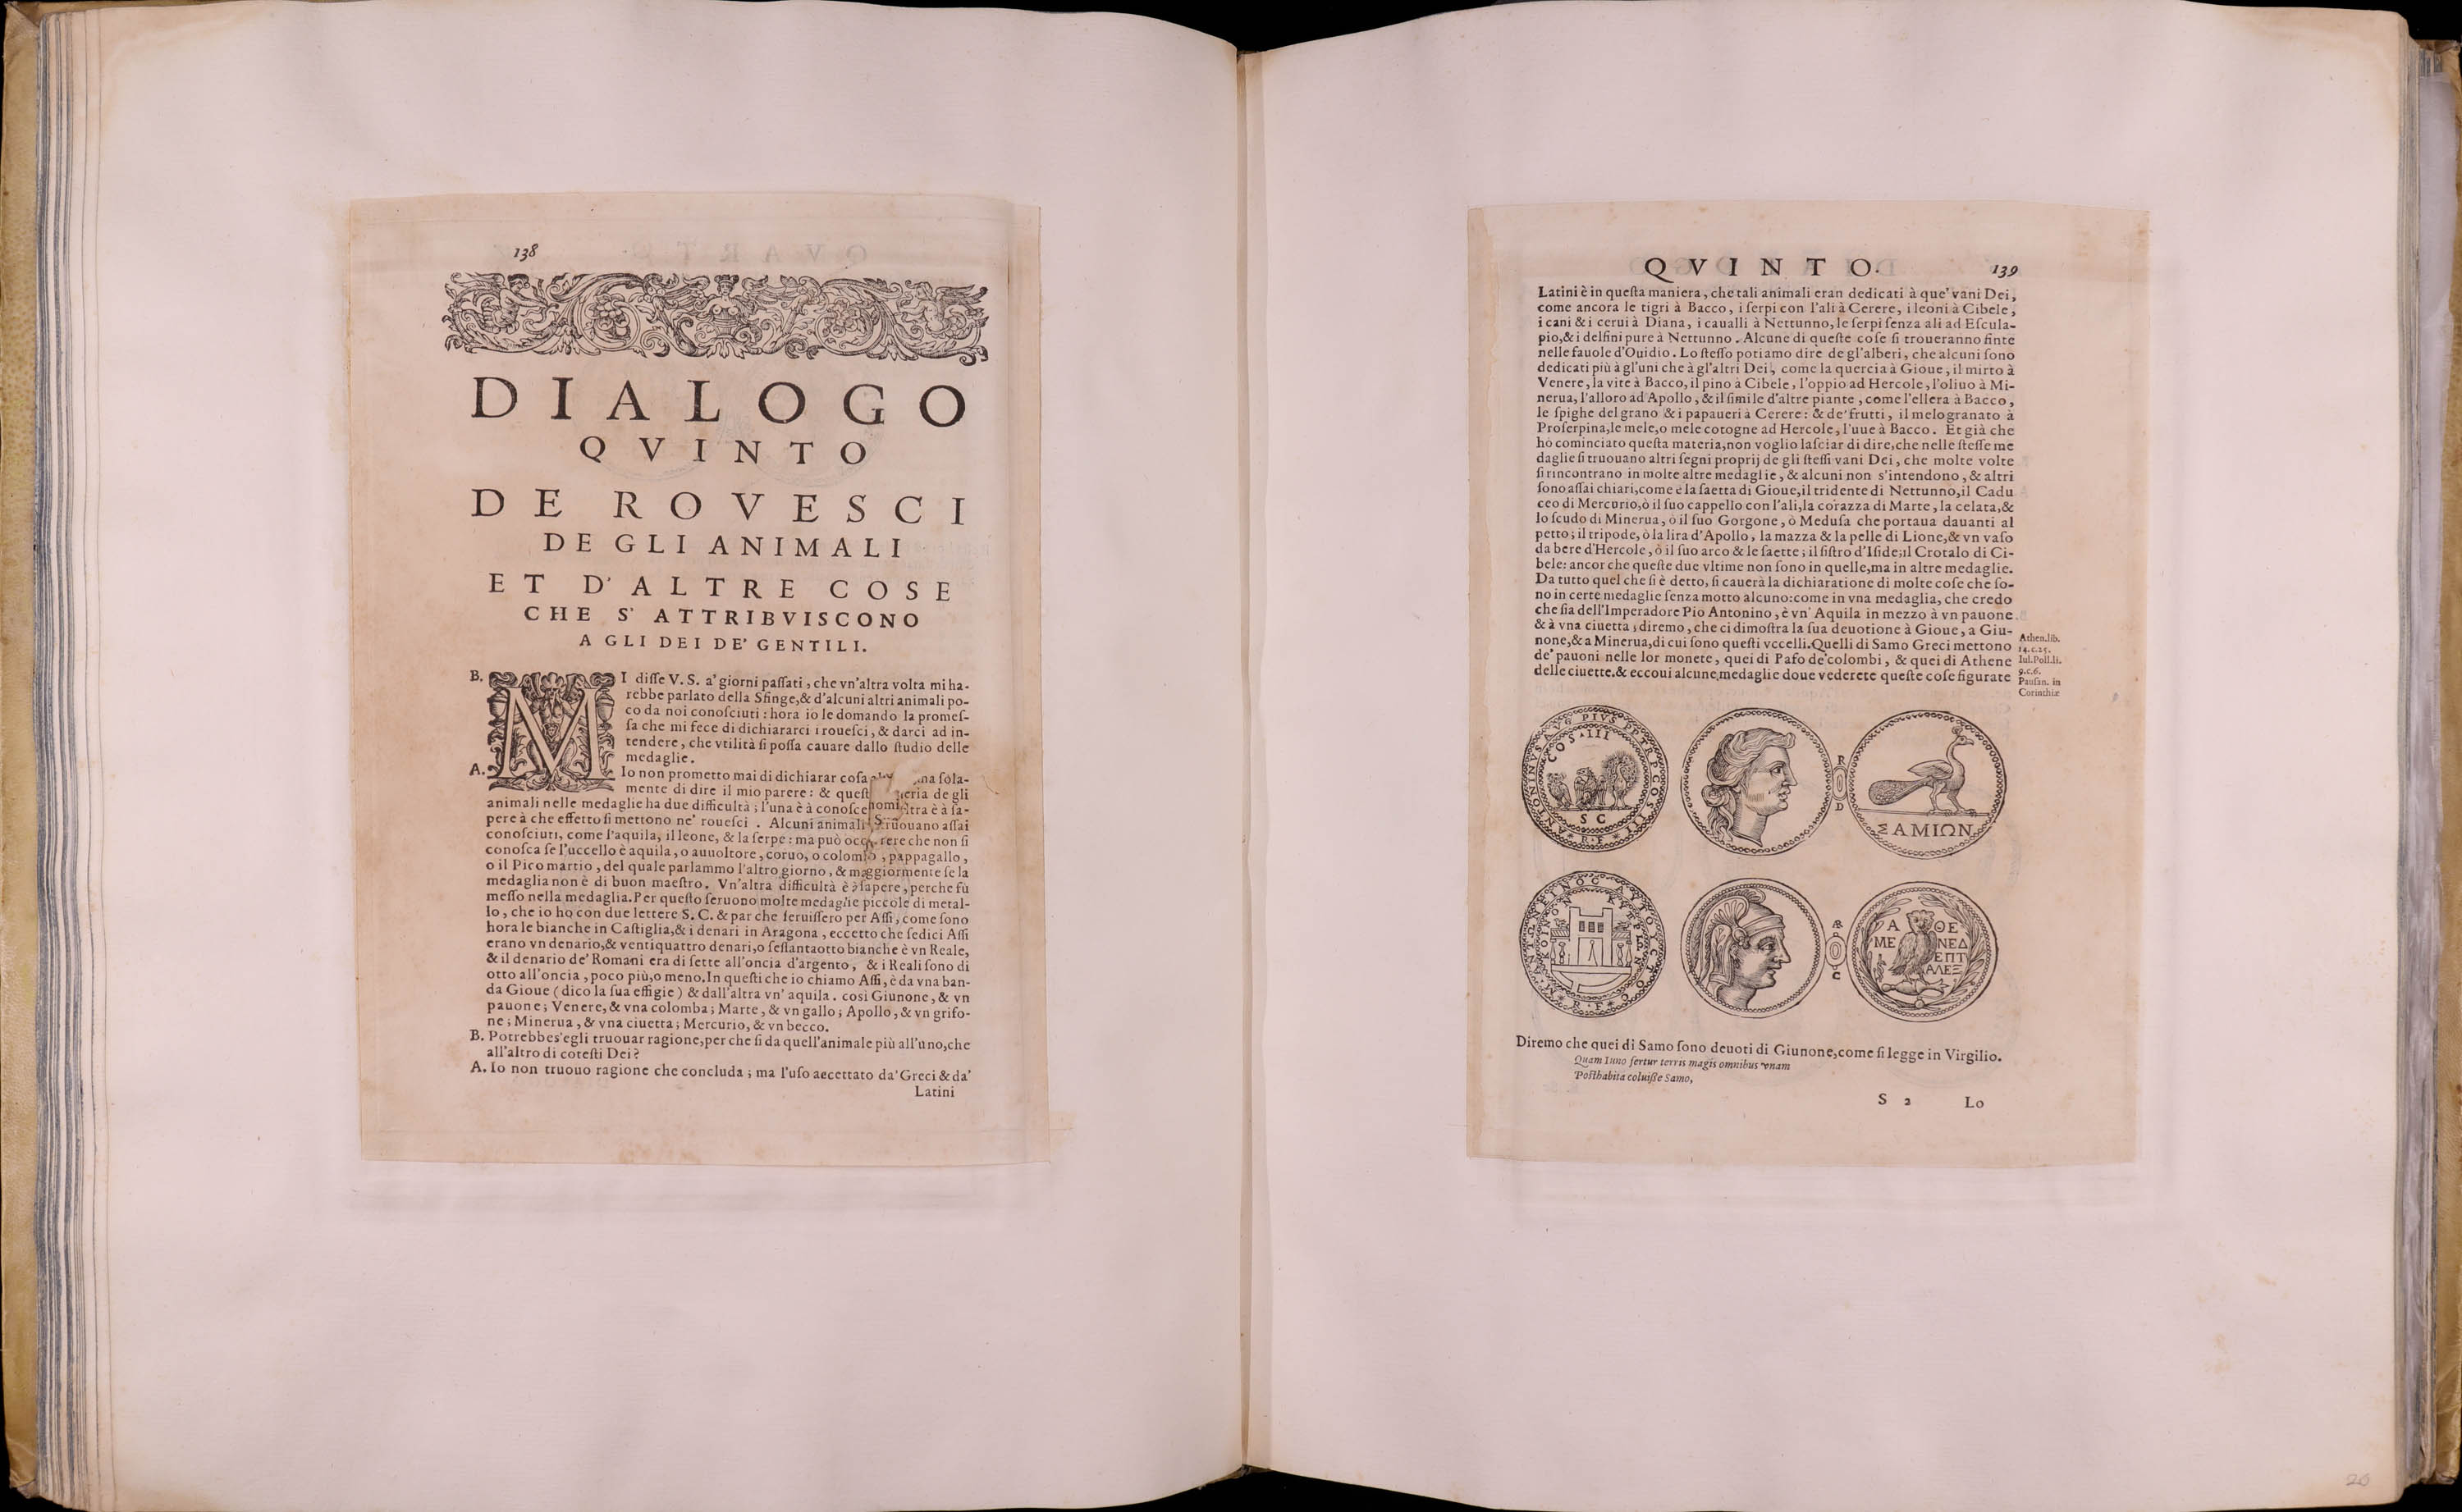 138
DIALOGO
QVINTO
DE ROVESCI
DE GLI ANIMALI
ET D'ALTRE COSE
CHE S' ATTRIBVISCONO
A GLI DEI DE' GENTILI.
B. MI disse V. S. a' giorni passati, che vn'altra volta mi ha-
rebbe parlato della Sfinge,& d'alcuni altri animali po-
co da noi conosciuti : hora io le domando la promes-
sa che mi fece di dichiararci i rouesci, & darci ad in-
tendere, che vtilità si possa cauare dallo studio delle
medaglie.
A. Io non prometto mai di dichiarar cosa na sola-
mente di dire il mio parere : & quest eria de gli
animali nelle medaglie ha due difficultà ; l'una è à conosce nomi tra è à sa-
pere à che effetto si mettono ne' rouesci . Alcuni animali truouano assai
conosciuti, come l'aquila, il leone, & la serpe : ma può occorrere che non si
conosca se l'uccello è aquila, o auuoltore, coruo, o colombo , pappagallo,
o il Pico martio , del quale parlammo l'altro giorno , & maggiormente se la
medaglia non è di buon maestro. Vn'altra difficultà è à sapere, perche fu
messo nella medaglia.Per questo seruono molte medaglie piccole di metal-
lo, che io ho con due lettere S. C. & par che seruissero per Assi, come sono
hora le bianche in Castiglia,& i denari in Aragona , eccetto che sedici Assi
erano vn denario,& ventiquattro denari,o sessantaotto bianche è vn Reale,
& il denario de' Romani era di sette all'oncia d'argento, & i Reali sono di
otto all'oncia , poco più,o meno.In questi che io chiamo Assi, è da vna ban-
da Gioue ( dico la sua effigie ) & dall'altra vn' aquila. così Giunone, & vn
pauone ; Venere, & vna colomba ; Marte, & vn gallo ; Apollo, & vn grifo-
ne ; Minerua , & vna ciuetta ; Mercurio, & vn becco.
B. Potrebbes'egli truouar ragione,per che si da quell'animale più all'uno,che
all'altro di cotesti Dei?
A. Io non truouo ragione che concluda ; ma l'uso accettato da' Greci & da'
Latini
QVINTO. 139
Latini è in questa maniera, che tali animali eran dedicati à que' vani Dei,
come ancora le tigri à Bacco, i serpi con l'ali à Cerere, i leoni à Cibele,
i cani & i cerui à Diana, i caualli à Nettunno, le serpi senza ali ad Escula-
pio,& i delfini pure à Nettunno . Alcune di queste cose si troueranno finte
nelle fauole d'Ouidio . Lo stesso potiamo dire de gl'alberi, che alcuni sono
dedicati più à gl'uni che à gl'altri Dei, come la quercia à Gioue, il mirto à
Venere, la vite à Bacco, il pino à Cibele, l'oppio ad Hercole, l'oliuo à Mi-
nerua, l'alloro ad Apollo, & il simile d'altre piante, come l'ellera à Bacco,
le spighe del grano & i papaueri à Cerere: & de' frutti, il melogranato à
Proserpina,le mele,o mele cotogne ad Hercole, l'uue à Bacco. Et già che
ho cominciato questa materia,non voglio lasciar di dire,che nelle stesse me
daglie si truouano altri segni proprij de gli stessi vani Dei, che molte volte
si rincontrano in molte altre medaglie, & alcuni non s'intendono, & altri
sono assai chiari,come è la saetta di Gioue,il tridente di Nettunno,il Cadu
ceo di Mercurio,ò il suo cappello con l'ali,la corazza di Marte, la celata,&
lo scudo di Minerua, ò il suo Gorgone, ò Medusa che portaua dauanti al
petto ; il tripode, ò la lira d'Apollo, la mazza & la pelle di Lione,& vn vaso
da bere d'Hercole, ò il suo arco & le saette ; il sistro d'Iside;il Crotalo di Ci-
bele: ancor che queste due vltime non sono in quelle,ma in altre medaglie.
Da tutto quel che si è detto, si cauerà la dichiaratione di molte cose che so-
no in certe medaglie senza motto alcuno:come in vna medaglia, che credo
che sia dell'Imperadore Pio Antonino, è vn' Aquila in mezzo à vn pauone
& à vna ciuetta ; diremo, che ci dimostra la sua deuotione à Gioue, a Giu-
none,& a Minerua,di cui sono questi vccelli.Quelli di Samo Greci mettono
de' pauoni nelle lor monete, quei di Pafo de' colombi, & quei di Athene
delle ciuette.& eccoui alcune medaglie doue vederete queste cose figurate
Athen.lib.
14.c.25.
Iul.Poll.li.
9.c.6.
Pausan. in
Corinthiæ
ANTONINVS AVG PIVS P P TR P COS III
COS III
S C
R F
R
D
ΣΑΜΙΩΝ
ΚΟΙΝΟΝ ΚΥΠΡΙΩΝ
R F
Æ
C
Α ΘΕ
ΜΕ ΝΕΔ
ΕΠΙ
ΑΛΕΞ
Diremo che quei di Samo sono deuoti di Giunone,come si legge in Virgilio.
Quam Iuno fertur terris magis omnibus vnam
Posthabita coluisse Samo,
S 2 Lo
20